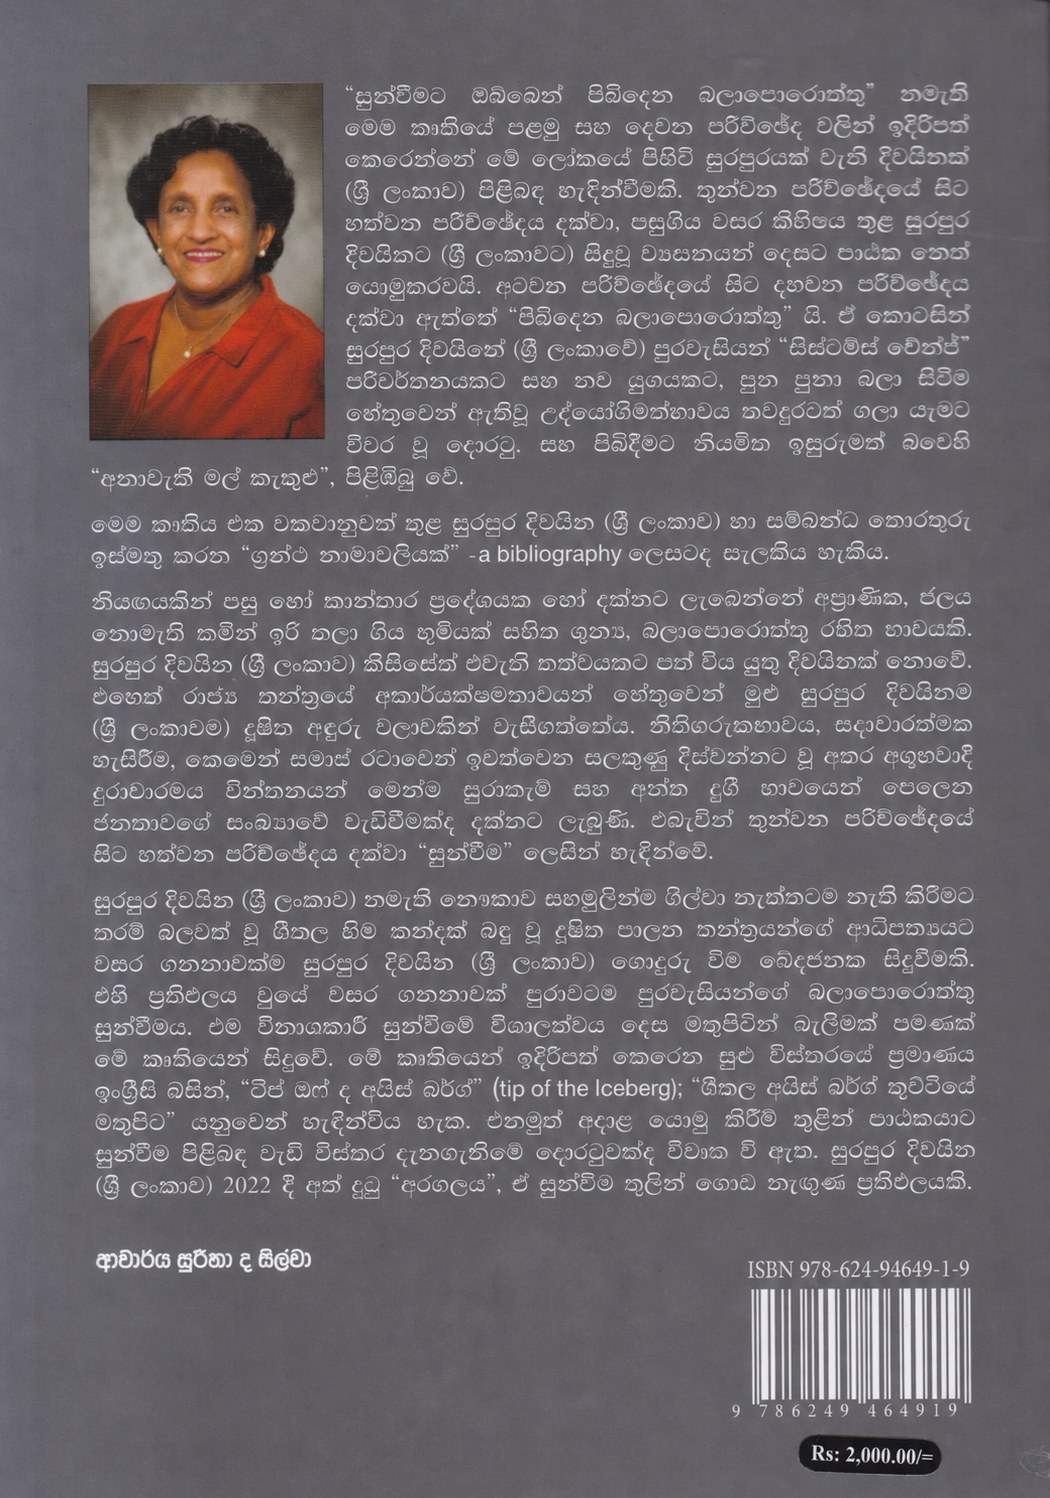 “සුන්වීමට ඔබ්බෙන් පිබිදෙන බලාපොරොත්තු” නමැති
මෙම කෘතියේ පළමු සහ දෙවන පරිච්ඡේද වලින් ඉදිරිපත්
කෙරෙන්නේ මේ ලෝකයේ පිහිටි සුරපුරයක් වැනි දිවයිනක්
(ශ්‍රී ලංකාව) පිළිබඳ හැඳින්වීමකි. තුන්වන පරිච්ඡේදයේ සිට
හත්වන පරිච්ඡේදය දක්වා, පසුගිය වසර කිහිපය තුළ සුරපුර
දිවයිනට (ශ්‍රී ලංකාවට) සිදුවූ ව්‍යසනයන් දෙසට පාඨක නෙත්
යොමුකරවයි. අටවන පරිච්ඡේදයේ සිට දහවන පරිච්ඡේදය
දක්වා ඇත්තේ “පිබිදෙන බලාපොරොත්තු” යි. ඒ කොටසින්
සුරපුර දිවයිනේ (ශ්‍රී ලංකාවේ) පුරවැසියන් “සිස්ටම්ස් චේන්ජ්”
පරිවර්තනයකට සහ නව යුගයකට, පුන පුනා බලා සිටීම
හේතුවෙන් ඇතිවූ උද්යෝගිමත්භාවය තවදුරටත් ගලා යැමට
විවර වූ දොරටු. සහ පිබිදීමට නියමිත ඉසුරුමත් බවෙහි
“අනාවැකි මල් කැකුළු”, පිළිඹිබු වේ.
මෙම කෘතිය එක වකවානුවක් තුළ සුරපුර දිවයින (ශ්‍රී ලංකාව) හා සම්බන්ධ තොරතුරු
ඉස්මතු කරන “ග්‍රන්ථ නාමාවලියක්” -a bibliography ලෙසටද සැලකිය හැකිය.
නියඟයකින් පසු හෝ කාන්තාර ප්‍රදේශයක හෝ දක්නට ලැබෙන්නේ අප්‍රාණික, ජලය
නොමැති කමින් ඉරි තලා ගිය භූමියක් සහිත ශුන්‍ය, බලාපොරොත්තු රහිත භාවයකි.
සුරපුර දිවයින (ශ්‍රී ලංකාව) කිසිසේත් එවැනි තත්වයකට පත් විය යුතු දිවයිනක් නොවේ.
එහෙත් රාජ්‍ය තන්ත්‍රයේ අකාර්යක්ෂමතාවයන් හේතුවෙන් මුළු සුරපුර දිවයිනම
(ශ්‍රී ලංකාවම) දූෂිත අඳුරු වලාවකින් වැසීගත්තේය. නීතිගරුකභාවය, සදාචාරත්මක
හැසිරීම, කෙමෙන් සමාජ් රටාවෙන් ඉවත්වෙන සලකුණු දිස්වන්නට වූ අතර අශුභවාදි
දුරාචාරමය චින්තනයන් මෙන්ම සුරාකෑම් සහ අන්ත දුගී භාවයෙන් පෙලෙන
ජනතාවගේ සංඛ්‍යාවේ වැඩිවීමක්ද දක්නට ලැබුණි. එබැවින් තුන්වන පරිච්ඡේදයේ
සිට හත්වන පරිච්ඡේදය දක්වා “සුන්වීම” ලෙසින් හැඳින්වේ.
සුරපුර දිවයින (ශ්‍රී ලංකාව) නමැති නෞකාව සහමුලින්ම ගිල්වා නැත්තටම නැති කිරීමට
තරම් බලවක් වූ ශීතල හිම කන්දක් බඳු වූ දූෂිත පාලන තන්ත්‍රයන්ගේ ආධිපත්‍යයට
වසර ගනනාවක්ම සුරපුර දිවයින (ශ්‍රී ලංකාව) ගොදුරු වීම ඛේදජනක සිදුවීමකි.
එහි ප්‍රතිඵලය වූයේ වසර ගනනාවක් පුරාවටම පුරවැසියන්ගේ බලාපොරොත්තු
සුන්වීමය. එම විනාශකාරී සුන්වීමේ විශාලත්වය දෙස මතුපිටින් බැලීමක් පමණක්
මේ කෘතියෙන් සිදුවේ. මේ කෘතියෙන් ඉදිරිපත් කෙරෙන සුළු විස්තරයේ ප්‍රමාණය
ඉංග්‍රීසි බසින්, “ටිප් ඔෆ් ද අයිස් බර්ග්” (tip of the Iceberg); “ශීතල අයිස් බර්ග් තුට්ටියේ
මතුපිට” යනුවෙන් හැඳින්විය හැක. එනමුත් අදාළ යොමු කිරීම් තුළින් පාඨකයාට
සුන්වීම පිළිබඳ වැඩි විස්තර දැනගැනීමේ දොරටුවක්ද විවෘත වී ඇත. සුරපුර දිවයින
(ශ්‍රී ලංකාව) 2022 දී අත් දුටු “අරගලය”, ඒ සුන්වීම තුලින් ගොඩ නැඟුණ ප්‍රතිඵලයකි.
ආචාර්ය සුරීතා ද සිල්වා
ISBN 978-624-94649-1-9
9 786249 464919
Rs: 2,000.00/=